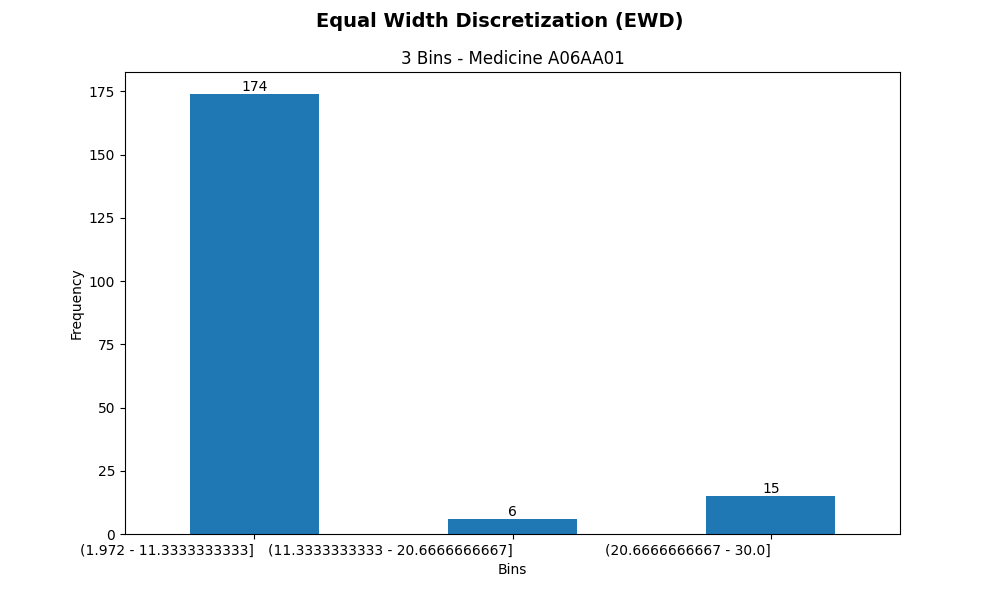 Equal Width Discretization (EWD)
3 Bins - Medicine A06AA01
175
150
125
100
75
50
25
0
Frequency
174
6
15
(1.972 - 11.3333333333]
(11.3333333333 - 20.6666666667]
(20.6666666667 - 30.0]
Bins